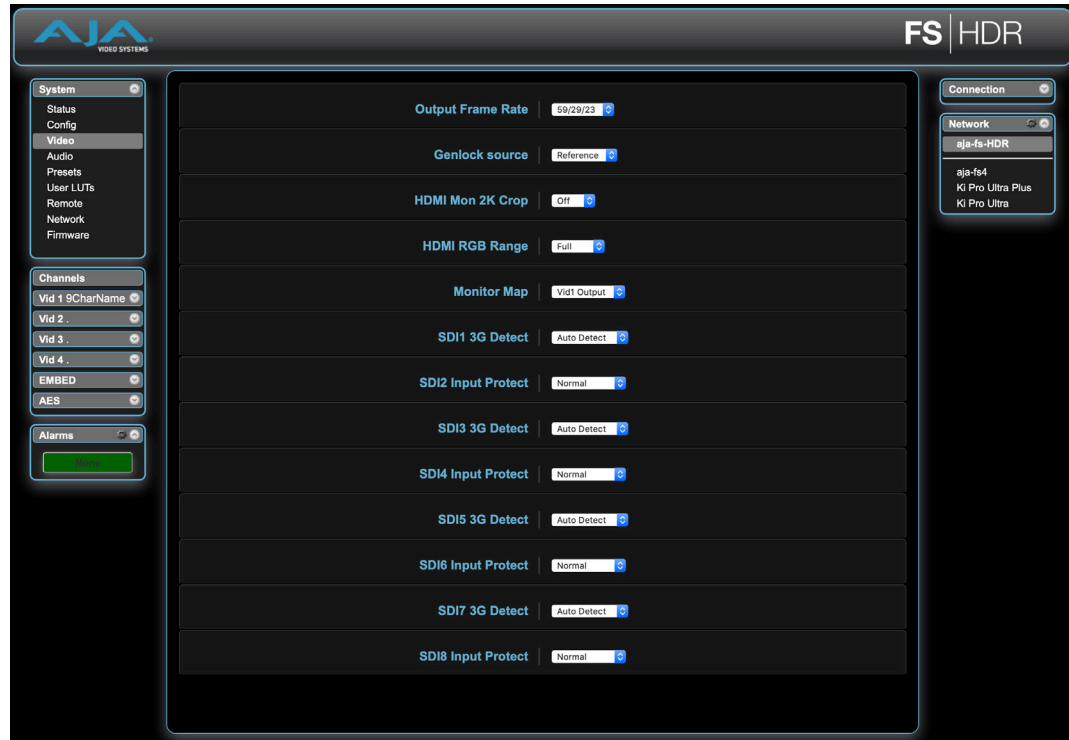 AJA
VIDEO SYSTEMS
FS HDR
System
Status
Config
Video
Audio
Presets
User LUTs
Remote
Network
Firmware
Channels
Vid 1 9CharName
Vid 2 .
Vid 3 .
Vid 4 .
EMBED
AES
Alarms
None
Output Frame Rate 59/29/23
Genlock source Reference
HDMI Mon 2K Crop Off
HDMI RGB Range Full
Monitor Map Vid1 Output
SDI1 3G Detect Auto Detect
SDI2 Input Protect Normal
SDI3 3G Detect Auto Detect
SDI4 Input Protect Normal
SDI5 3G Detect Auto Detect
SDI6 Input Protect Normal
SDI7 3G Detect Auto Detect
SDI8 Input Protect Normal
Connection
Network
aja-fs-HDR
aja-fs4
Ki Pro Ultra Plus
Ki Pro Ultra